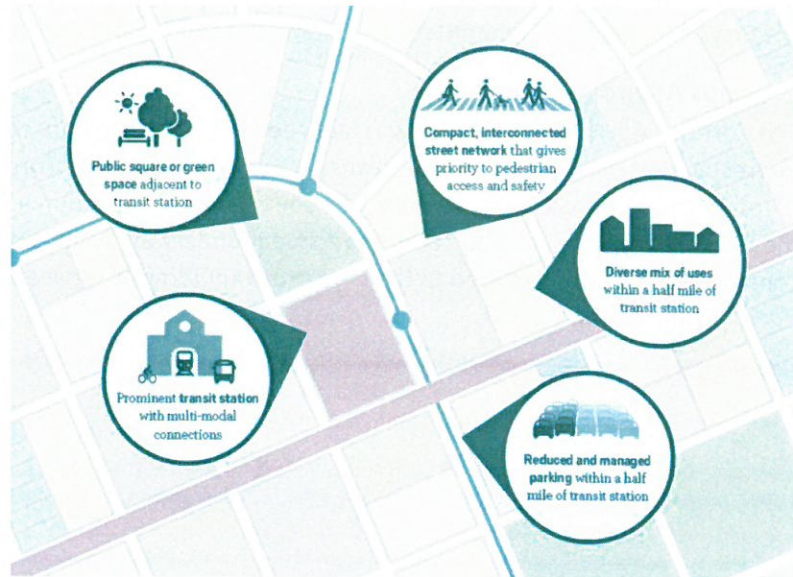 Public square or green
space adjacent to
transit station
Compact, interconnected
street network that gives
priority to pedestrian
access and safety
Diverse mix of uses
within a half mile of
transit station
Prominent transit station
with multi-modal
connections
Reduced and managed
parking within a half
mile of transit station